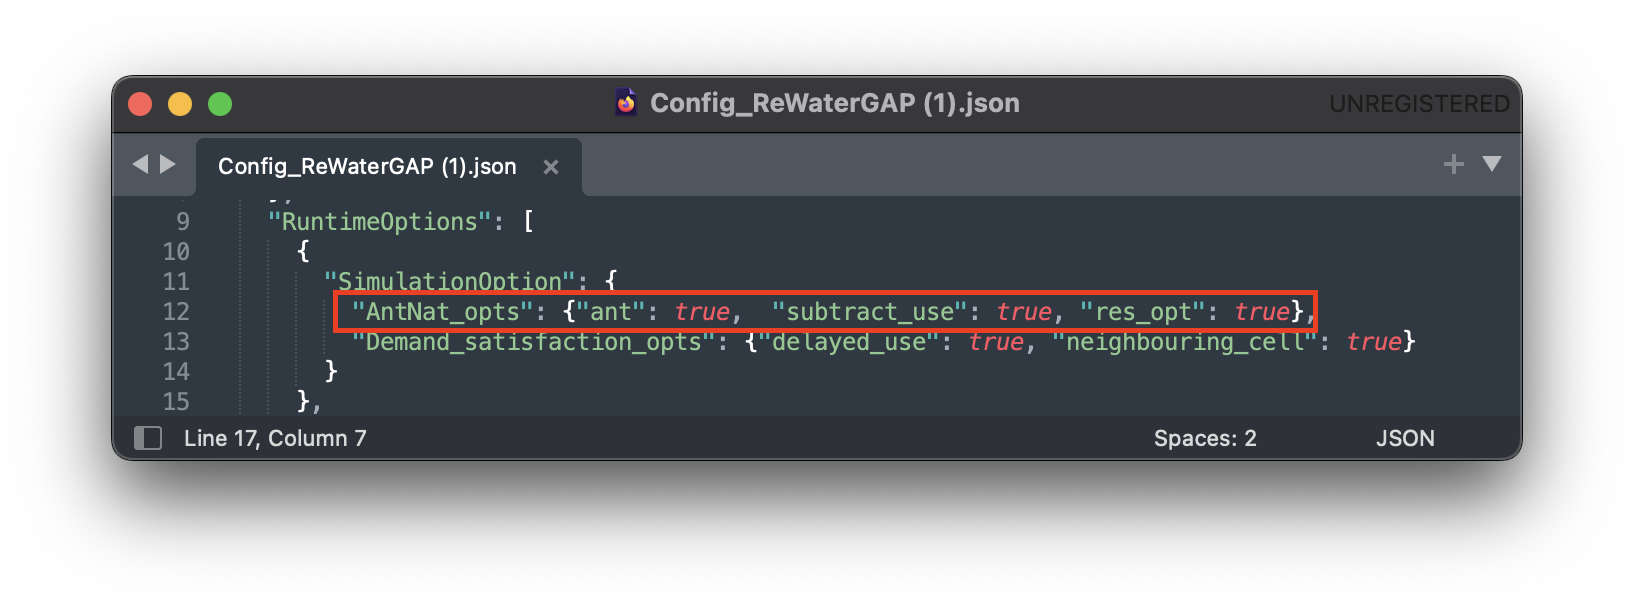 Config_ReWaterGAP (1).json
UNREGISTERED
Config_ReWaterGAP (1).json ×
9 "RuntimeOptions": [
10 {
11 "SimulationOption": {
12 "AntNat_opts": {"ant": true,  "subtract_use": true, "res_opt": true},
13 "Demand_satisfaction_opts": {"delayed_use": true, "neighbouring_cell": true}
14 }
15 },
Line 17, Column 7
Spaces: 2
JSON